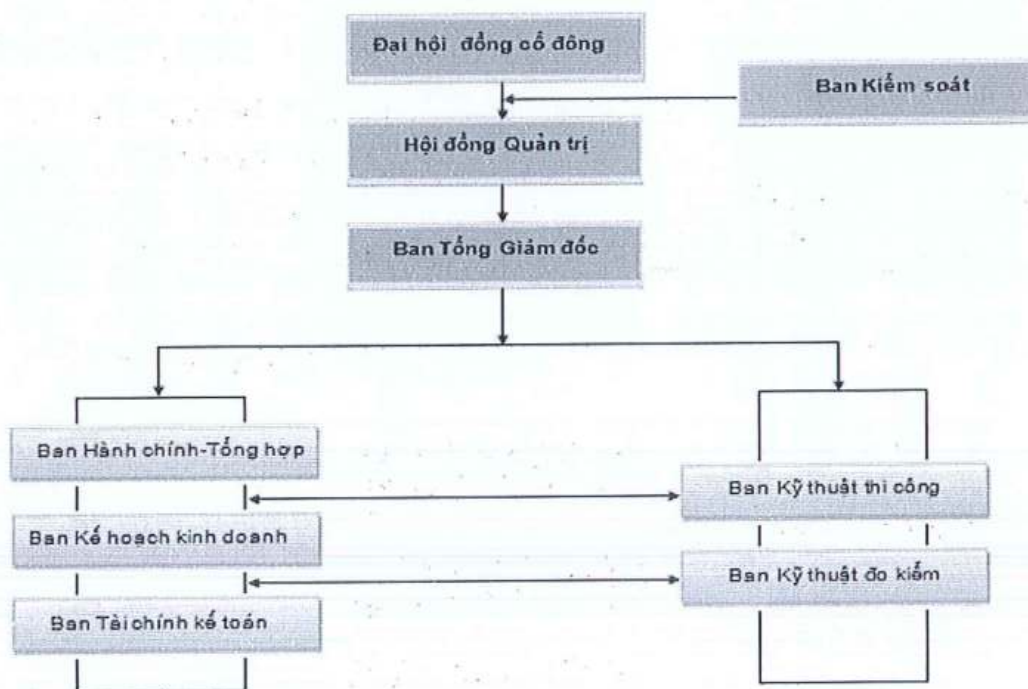 Đại hội đồng cổ đông
Ban Kiểm soát
Hội đồng Quản trị
Ban Tổng Giám đốc
Ban Hành chính-Tổng hợp
Ban Kỹ thuật thi công
Ban Kế hoạch kinh doanh
Ban Kỹ thuật đo kiểm
Ban Tài chính kế toán